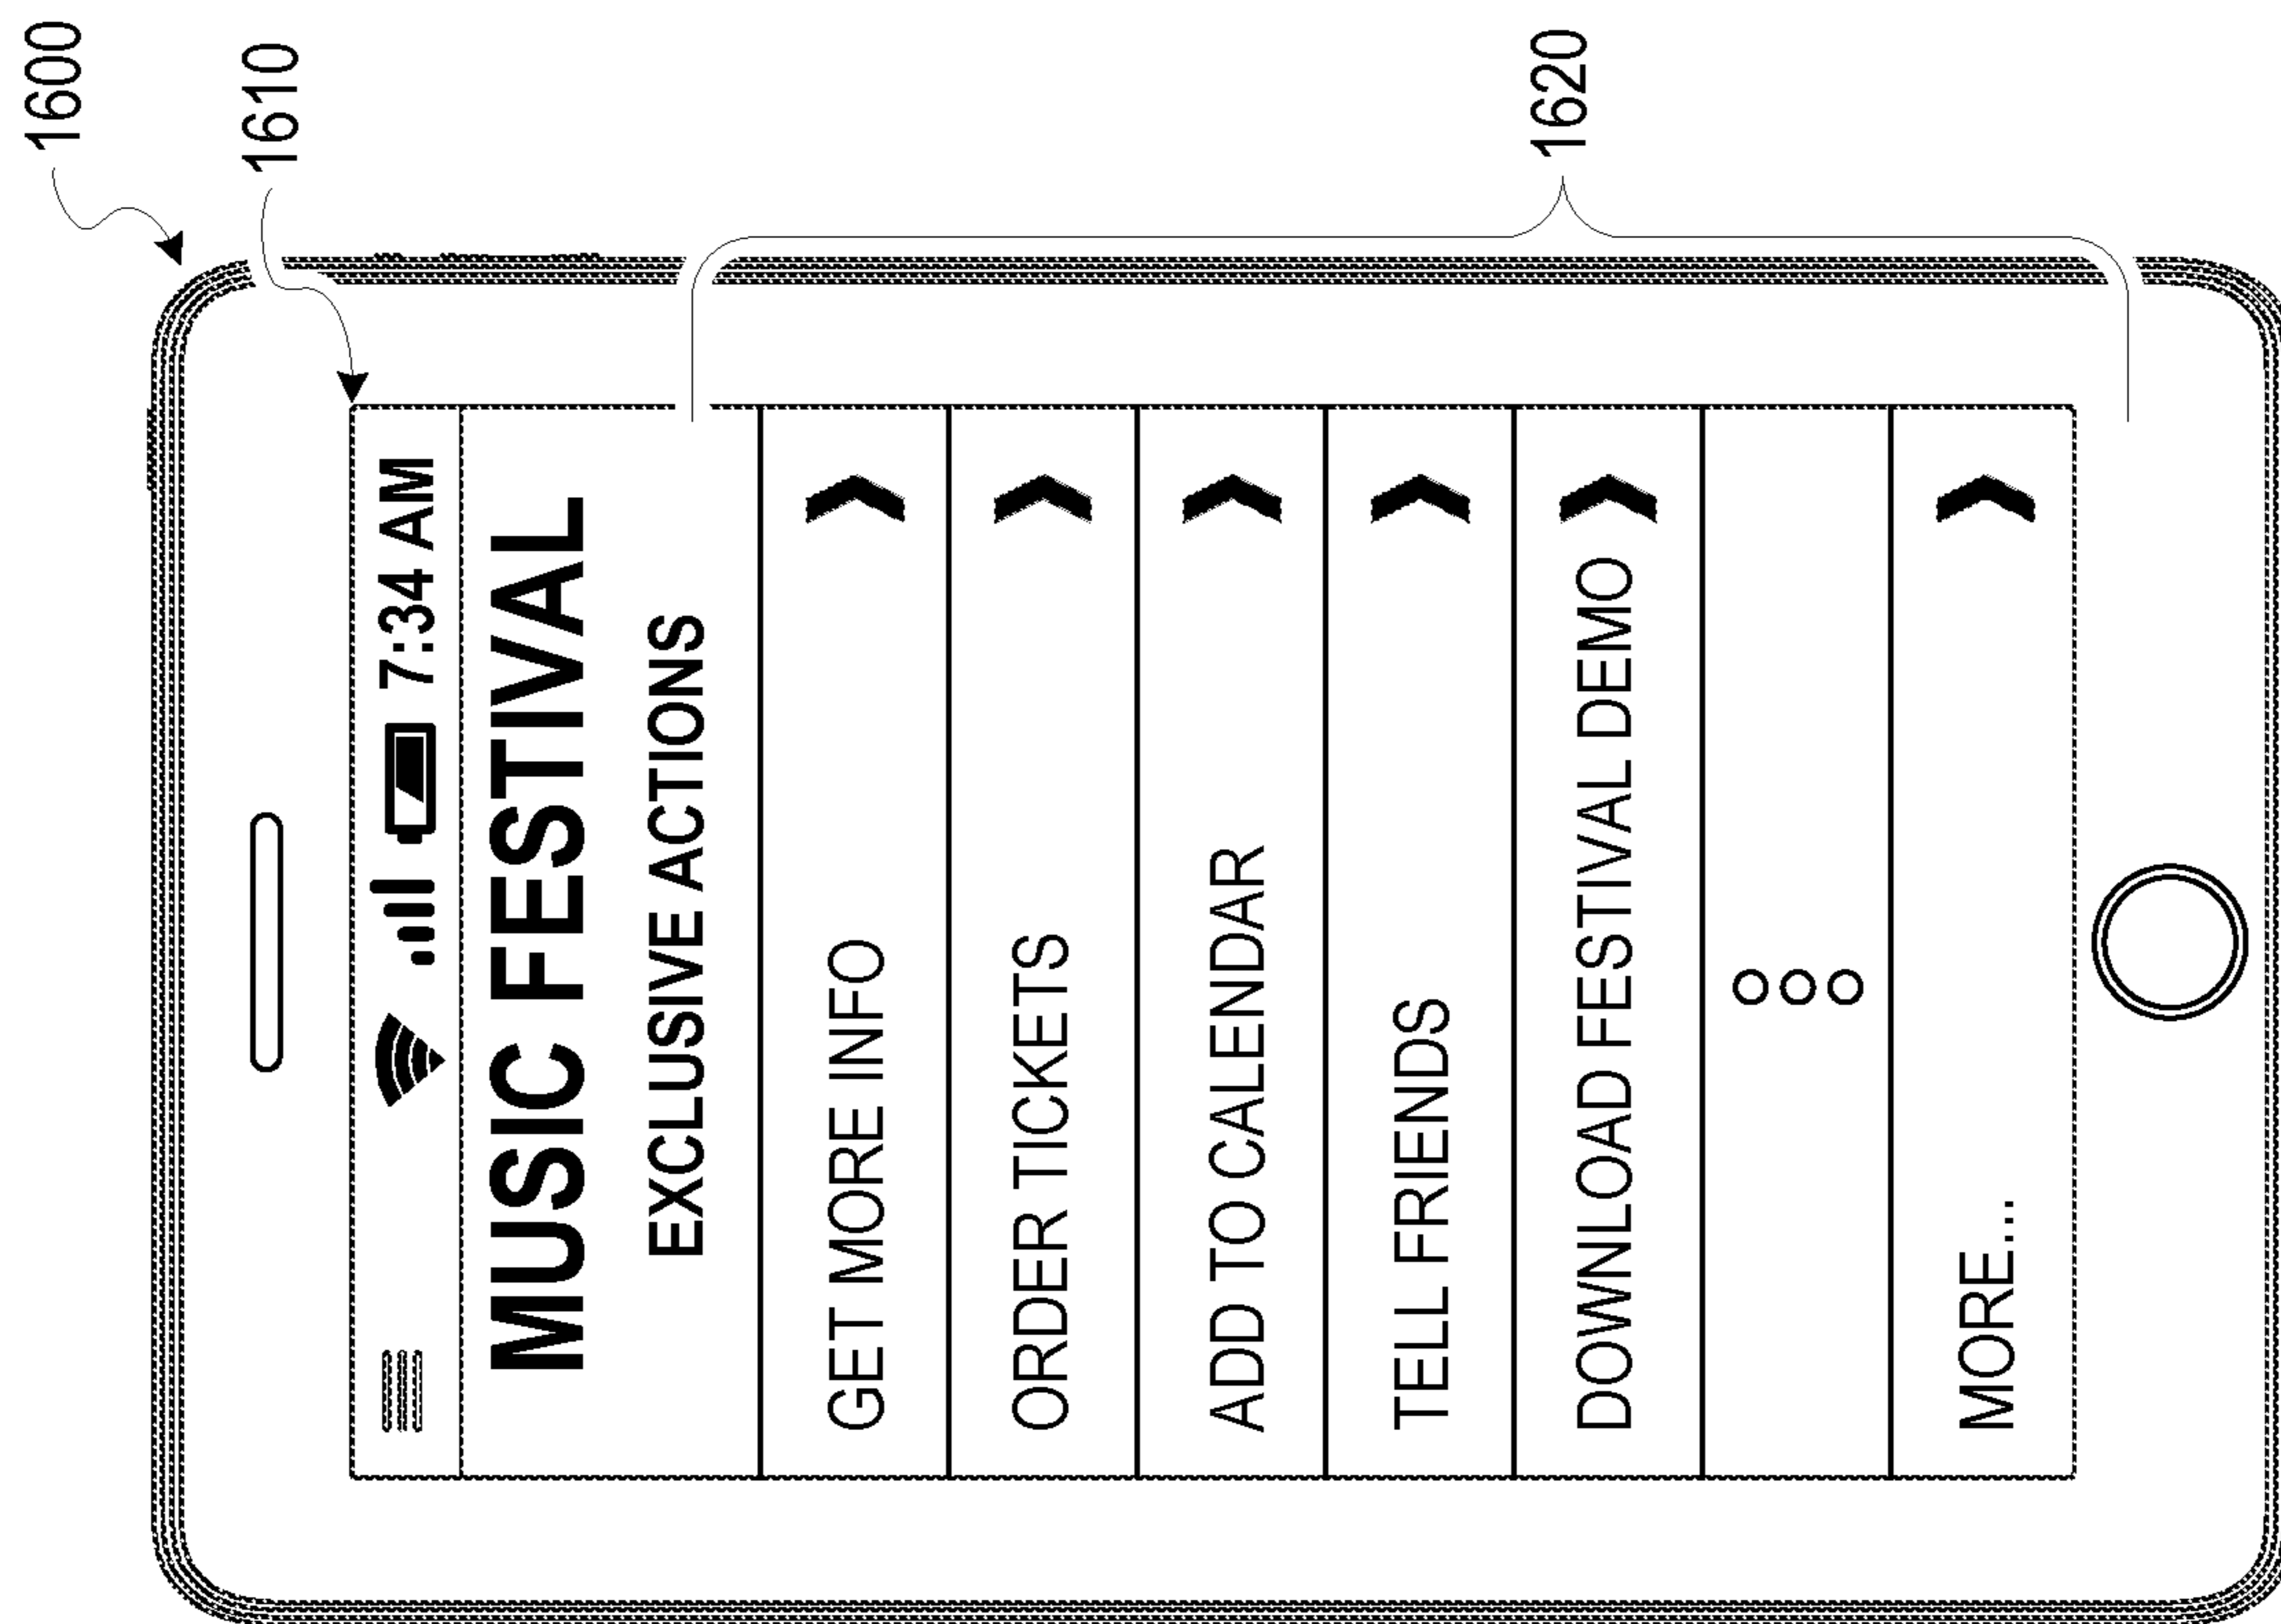 1600
1610
7:34 AM
MUSIC FESTIVAL
EXCLUSIVE ACTIONS
1620
GET MORE INFO
ORDER TICKETS
ADD TO CALENDAR
TELL FRIENDS
DOWNLOAD FESTIVAL DEMO
MORE...